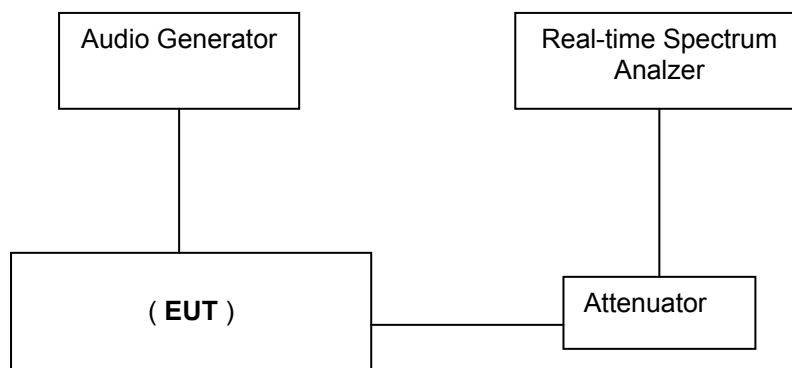 Audio Generator
Real-time Spectrum
Analzer
( EUT )
Attenuator